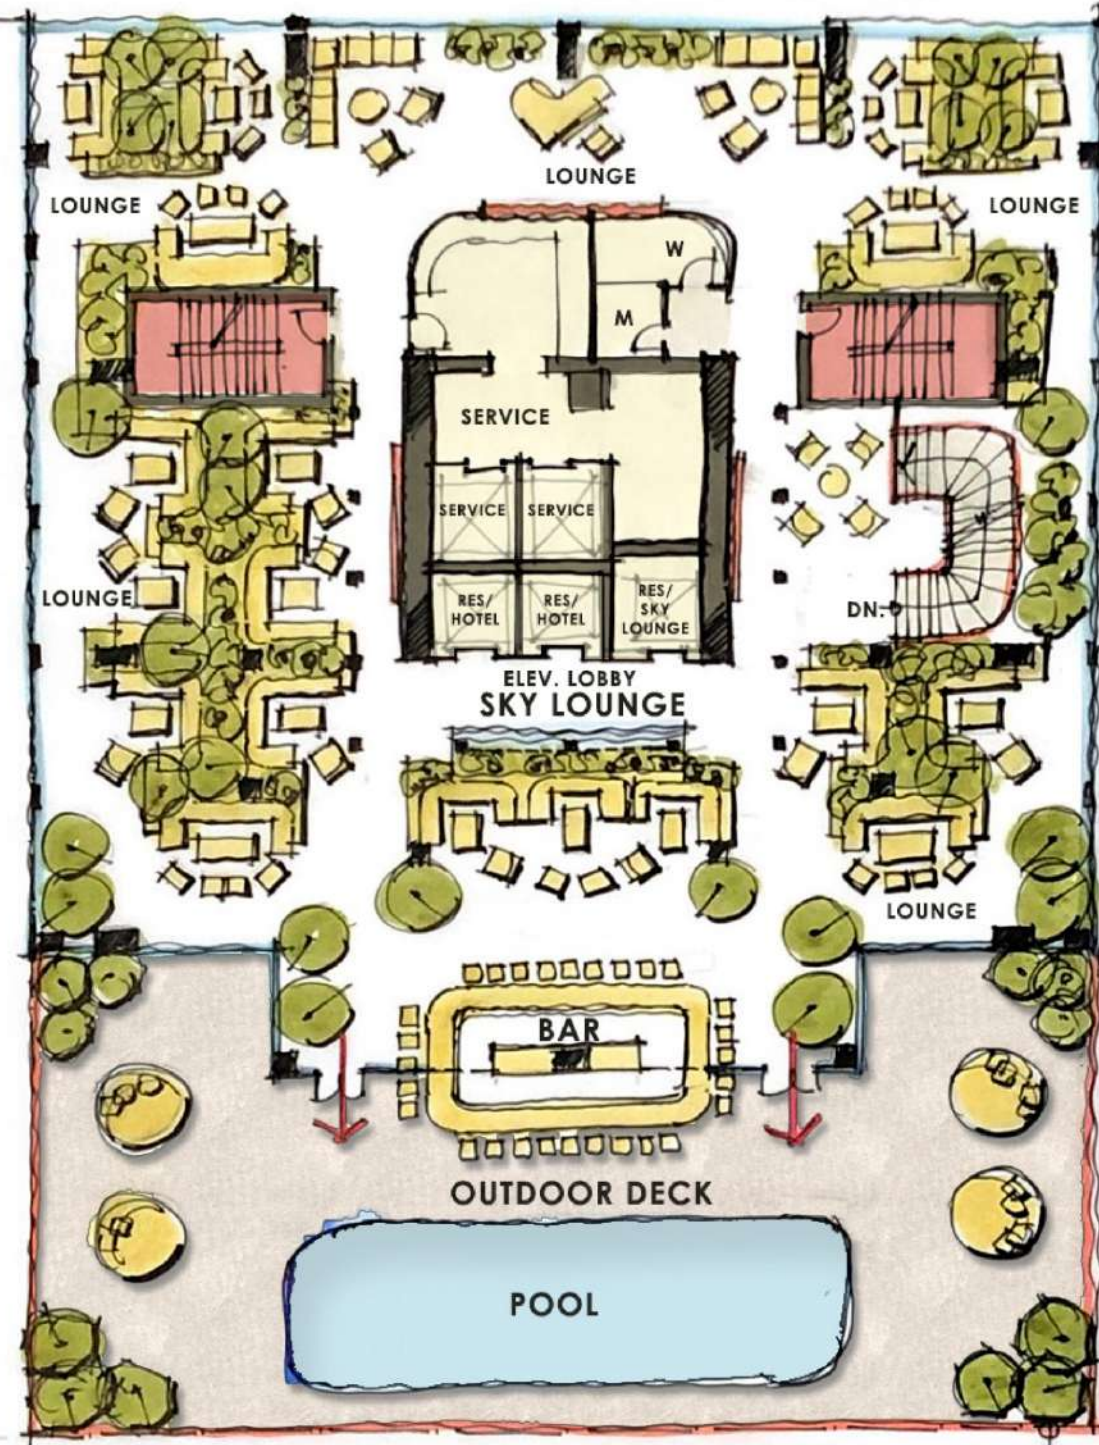 LOUNGE
LOUNGE
LOUNGE
W
M
SERVICE
SERVICE
SERVICE
RES/
HOTEL
RES/
HOTEL
RES/
SKY
LOUNGE
LOUNGE
DN.
ELEV. LOBBY
SKY LOUNGE
LOUNGE
BAR
OUTDOOR DECK
POOL